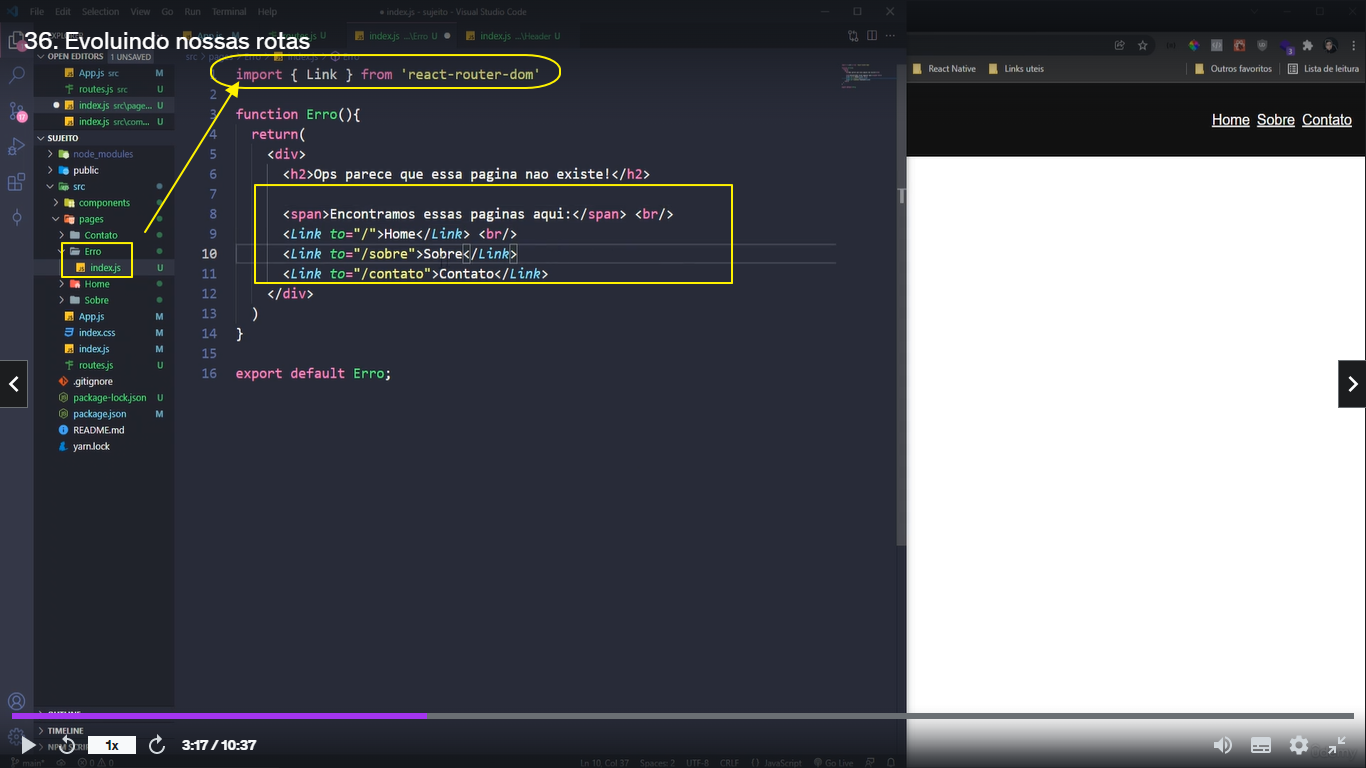 File Edit Selection View Go Run Terminal Help
● index.js - sujeito - Visual Studio Code
36. Evoluindo nossas rotas
index.js ...\Erro U ●
index.js ...\Header U
OPEN EDITORS 1 UNSAVED
App.js src M
routes.js src U
● index.js src\page... U
index.js src\com... U
SUJEITO
node_modules
public
src
components
pages
Contato
Erro
index.js U
Home
Sobre
App.js M
index.css M
index.js M
routes.js U
.gitignore
package-lock.json U
package.json M
README.md
yarn.lock
TIMELINE
import { Link } from 'react-router-dom'
2
3 function Erro(){
4 return(
5 <div>
6 <h2>Ops parece que essa pagina nao existe!</h2>
7
8 <span>Encontramos essas paginas aqui:</span> <br/>
9 <Link to="/">Home</Link> <br/>
10 <Link to="/sobre">Sobre</Link>
11 <Link to="/contato">Contato</Link>
12 </div>
13 )
14 }
15
16 export default Erro;
React Native Links uteis Outros favoritos Lista de leitura
Home Sobre Contato
1x 3:17 / 10:37
main* 0 0 Ln 10, Col 37 Spaces: 2 UTF-8 CRLF {} JavaScript Go Live